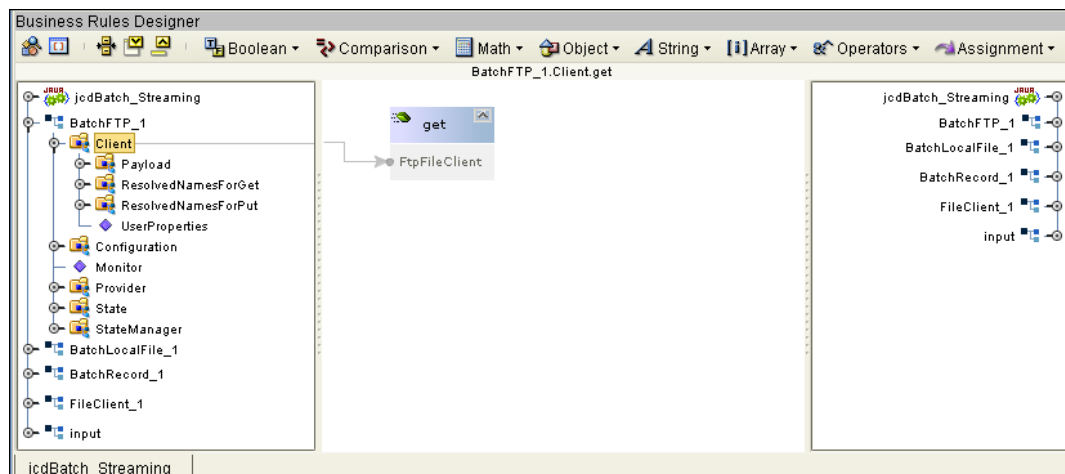 Business Rules Designer
Boolean Comparison Math Object String [i] Array Operators Assignment
BatchFTP_1.Client.get
JAVA jcdBatch_Streaming
BatchFTP_1
Client
Payload
ResolvedNamesForGet
ResolvedNamesForPut
UserProperties
Configuration
Monitor
Provider
State
StateManager
BatchLocalFile_1
BatchRecord_1
FileClient_1
input
get
FtpFileClient
jcdBatch_Streaming JAVA
BatchFTP_1
BatchLocalFile_1
BatchRecord_1
FileClient_1
input
jcdBatch_Streaming